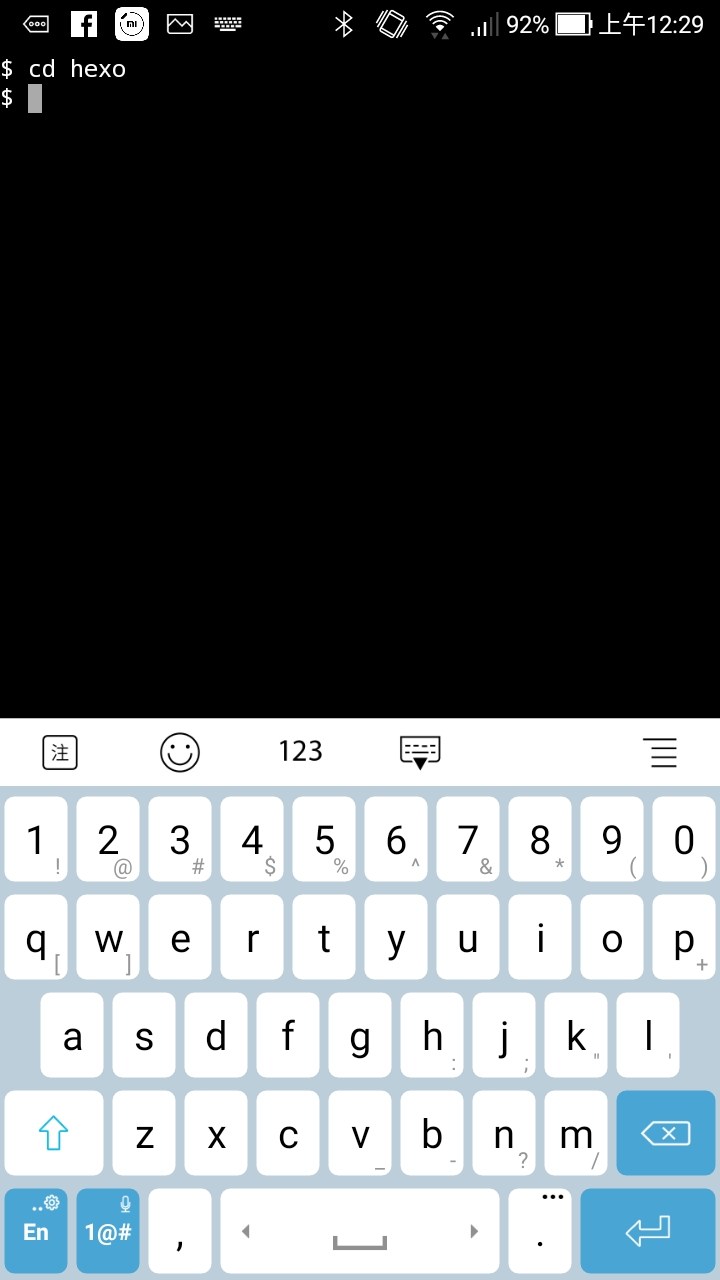 92% 上午12:29
$ cd hexo
$
注 123
1 ! 2 @ 3 # 4 $ 5 % 6 ^ 7 & 8 * 9 ( 0 )
q [ w ] e r t y u i o p +
a s d f g h : j ; k " l '
z x c v _ b - n ? m /
En 1@# , . ...